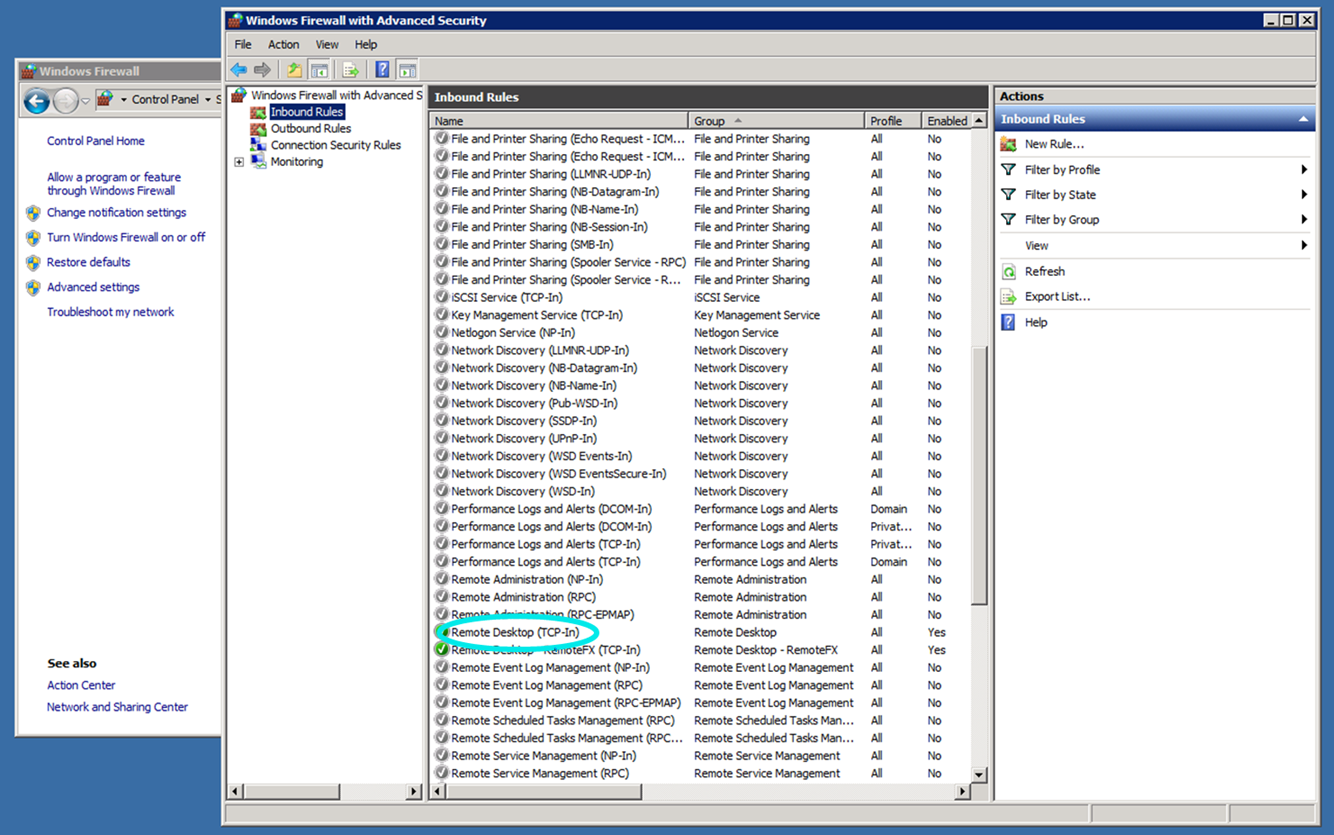 Windows Firewall with Advanced Security
File Action View Help
Windows Firewall
Control Panel S
Control Panel Home
Allow a program or feature
through Windows Firewall
Change notification settings
Turn Windows Firewall on or off
Restore defaults
Advanced settings
Troubleshoot my network
See also
Action Center
Network and Sharing Center
Windows Firewall with Advanced S
Inbound Rules
Outbound Rules
Connection Security Rules
Monitoring
Inbound Rules
Name Group Profile Enabled
File and Printer Sharing (Echo Request - ICM... File and Printer Sharing All No
File and Printer Sharing (Echo Request - ICM... File and Printer Sharing All No
File and Printer Sharing (LLMNR-UDP-In) File and Printer Sharing All No
File and Printer Sharing (NB-Datagram-In) File and Printer Sharing All No
File and Printer Sharing (NB-Name-In) File and Printer Sharing All No
File and Printer Sharing (NB-Session-In) File and Printer Sharing All No
File and Printer Sharing (SMB-In) File and Printer Sharing All No
File and Printer Sharing (Spooler Service - RPC) File and Printer Sharing All No
File and Printer Sharing (Spooler Service - R... File and Printer Sharing All No
iSCSI Service (TCP-In) iSCSI Service All No
Key Management Service (TCP-In) Key Management Service All No
Netlogon Service (NP-In) Netlogon Service All No
Network Discovery (LLMNR-UDP-In) Network Discovery All No
Network Discovery (NB-Datagram-In) Network Discovery All No
Network Discovery (NB-Name-In) Network Discovery All No
Network Discovery (Pub-WSD-In) Network Discovery All No
Network Discovery (SSDP-In) Network Discovery All No
Network Discovery (UPnP-In) Network Discovery All No
Network Discovery (WSD Events-In) Network Discovery All No
Network Discovery (WSD EventsSecure-In) Network Discovery All No
Network Discovery (WSD-In) Network Discovery All No
Performance Logs and Alerts (DCOM-In) Performance Logs and Alerts Domain No
Performance Logs and Alerts (DCOM-In) Performance Logs and Alerts Privat... No
Performance Logs and Alerts (TCP-In) Performance Logs and Alerts Privat... No
Performance Logs and Alerts (TCP-In) Performance Logs and Alerts Domain No
Remote Administration (NP-In) Remote Administration All No
Remote Administration (RPC) Remote Administration All No
Remote Administration (RPC-EPMAP) Remote Administration All No
Remote Desktop (TCP-In) Remote Desktop All Yes
Remote Desktop - RemoteFX (TCP-In) Remote Desktop - RemoteFX All Yes
Remote Event Log Management (NP-In) Remote Event Log Management All No
Remote Event Log Management (RPC) Remote Event Log Management All No
Remote Event Log Management (RPC-EPMAP) Remote Event Log Management All No
Remote Scheduled Tasks Management (RPC) Remote Scheduled Tasks Man... All No
Remote Scheduled Tasks Management (RPC... Remote Scheduled Tasks Man... All No
Remote Service Management (NP-In) Remote Service Management All No
Remote Service Management (RPC) Remote Service Management All No
Actions
Inbound Rules
New Rule...
Filter by Profile
Filter by State
Filter by Group
View
Refresh
Export List...
Help